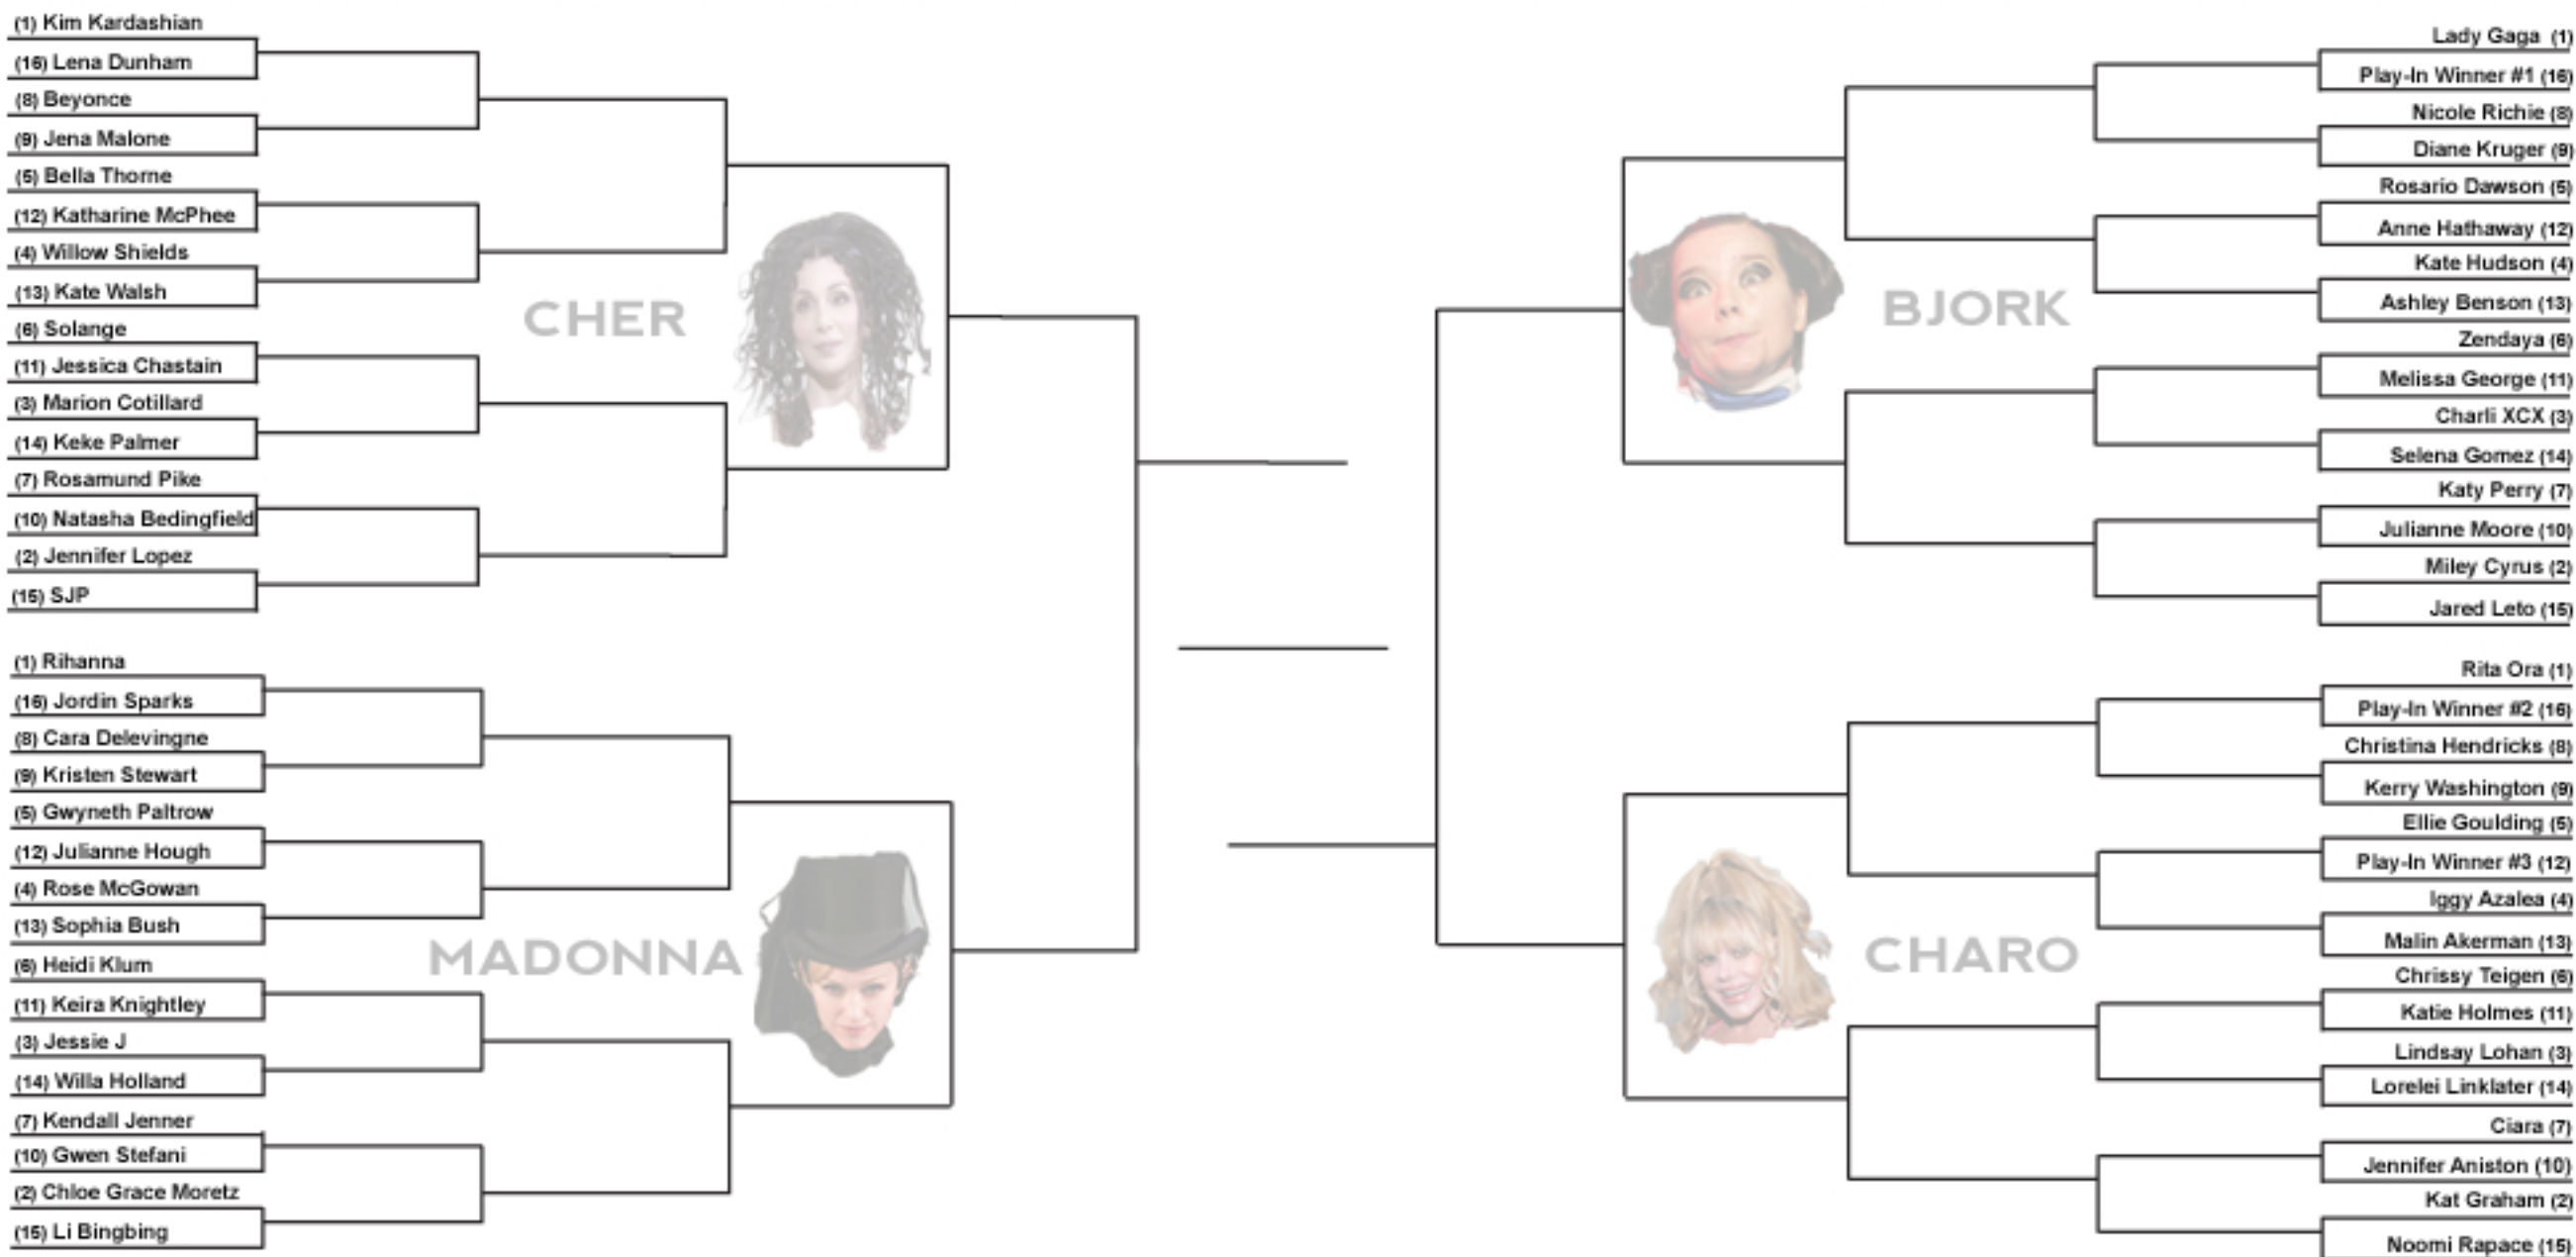 (1) Kim Kardashian
(16) Lena Dunham
(8) Beyonce
(9) Jena Malone
(5) Bella Thorne
(12) Katharine McPhee
(4) Willow Shields
(13) Kate Walsh
(6) Solange
(11) Jessica Chastain
(3) Marion Cotillard
(14) Keke Palmer
(7) Rosamund Pike
(10) Natasha Bedingfield
(2) Jennifer Lopez
(15) SJP
CHER
(1) Rihanna
(16) Jordin Sparks
(8) Cara Delevingne
(9) Kristen Stewart
(5) Gwyneth Paltrow
(12) Julianne Hough
(4) Rose McGowan
(13) Sophia Bush
(6) Heidi Klum
(11) Keira Knightley
(3) Jessie J
(14) Willa Holland
(7) Kendall Jenner
(10) Gwen Stefani
(2) Chloe Grace Moretz
(15) Li Bingbing
MADONNA
Lady Gaga (1)
Play-In Winner #1 (16)
Nicole Richie (8)
Diane Kruger (9)
Rosario Dawson (5)
Anne Hathaway (12)
Kate Hudson (4)
Ashley Benson (13)
Zendaya (6)
Melissa George (11)
Charli XCX (3)
Selena Gomez (14)
Katy Perry (7)
Julianne Moore (10)
Miley Cyrus (2)
Jared Leto (15)
BJORK
Rita Ora (1)
Play-In Winner #2 (16)
Christina Hendricks (8)
Kerry Washington (9)
Ellie Goulding (5)
Play-In Winner #3 (12)
Iggy Azalea (4)
Malin Akerman (13)
Chrissy Teigen (6)
Katie Holmes (11)
Lindsay Lohan (3)
Lorelei Linklater (14)
Ciara (7)
Jennifer Aniston (10)
Kat Graham (2)
Noomi Rapace (15)
CHARO